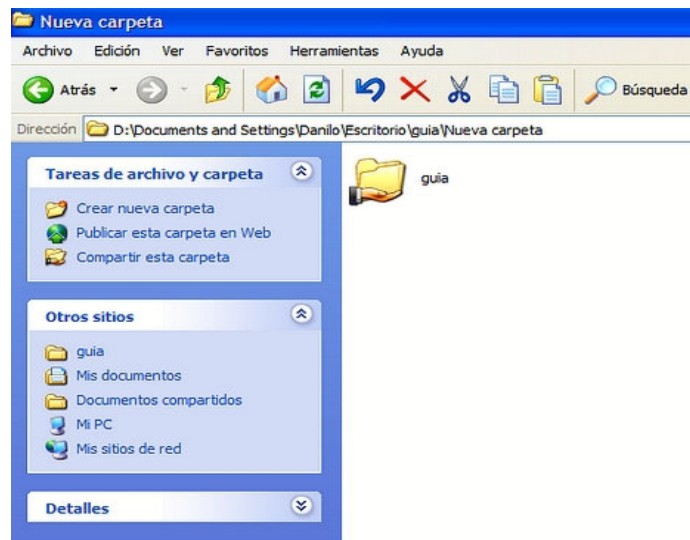 Nueva carpeta
Archivo Edición Ver Favoritos Herramientas Ayuda
Atrás Búsqueda
Dirección D:\Documents and Settings\Danilo\Escritorio\guia\Nueva carpeta
Tareas de archivo y carpeta
Crear nueva carpeta
Publicar esta carpeta en Web
Compartir esta carpeta
Otros sitios
guia
Mis documentos
Documentos compartidos
Mi PC
Mis sitios de red
Detalles
guia